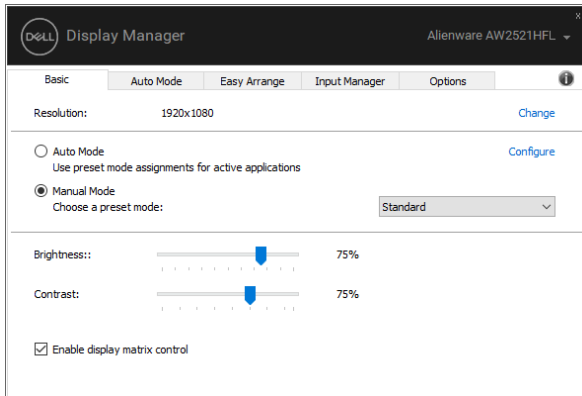 DELL Display Manager
Alienware AW2521HFL
x
Basic Auto Mode Easy Arrange Input Manager Options i
Resolution: 1920x1080 Change
Auto Mode Configure
Use preset mode assignments for active applications
Manual Mode
Choose a preset mode: Standard
Brightness:: 75%
Contrast: 75%
Enable display matrix control